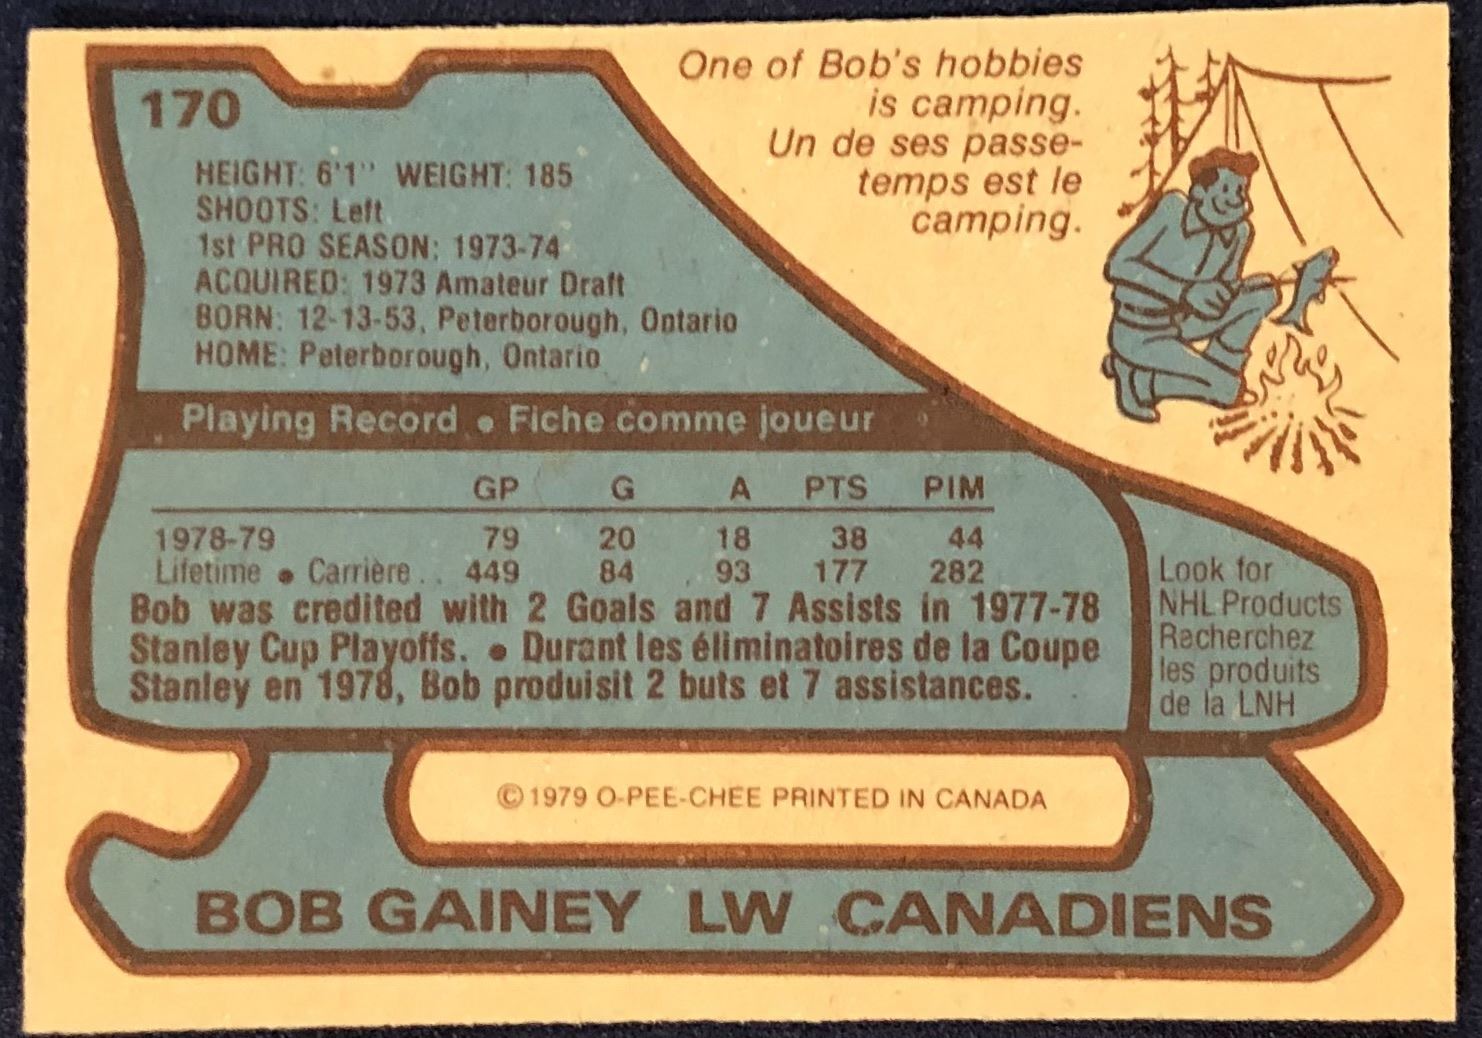 170
One of Bob's hobbies
is camping.
Un de ses passe-
temps est le
camping.
HEIGHT: 6'1" WEIGHT: 185
SHOOTS: Left
1st PRO SEASON: 1973-74
ACQUIRED: 1973 Amateur Draft
BORN: 12-13-53, Peterborough, Ontario
HOME: Peterborough, Ontario
Playing Record • Fiche comme joueur
GP G A PTS PIM
1978-79 79 20 18 38 44
Lifetime • Carrière .. 449 84 93 177 282
Bob was credited with 2 Goals and 7 Assists in 1977-78
Stanley Cup Playoffs. • Durant les éliminatoires de la Coupe
Stanley en 1978, Bob produisit 2 buts et 7 assistances.
Look for
NHL Products
Recherchez
les produits
de la LNH
©1979 O-PEE-CHEE PRINTED IN CANADA
BOB GAINEY LW CANADIENS